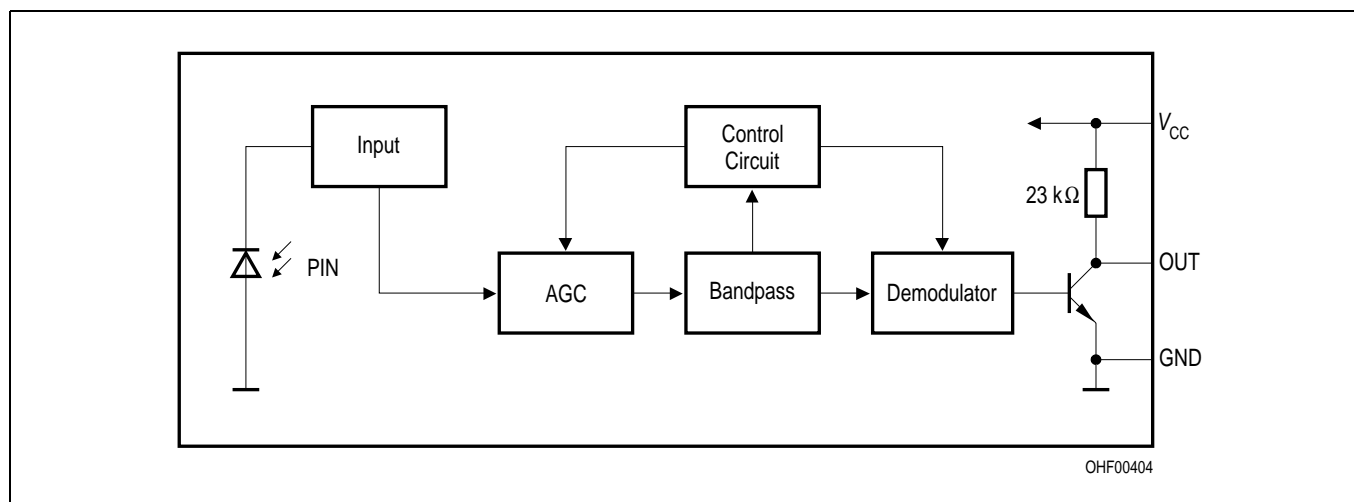 Input
Control
Circuit
VCC
23 kΩ
PIN
AGC
Bandpass
Demodulator
OUT
GND
OHF00404